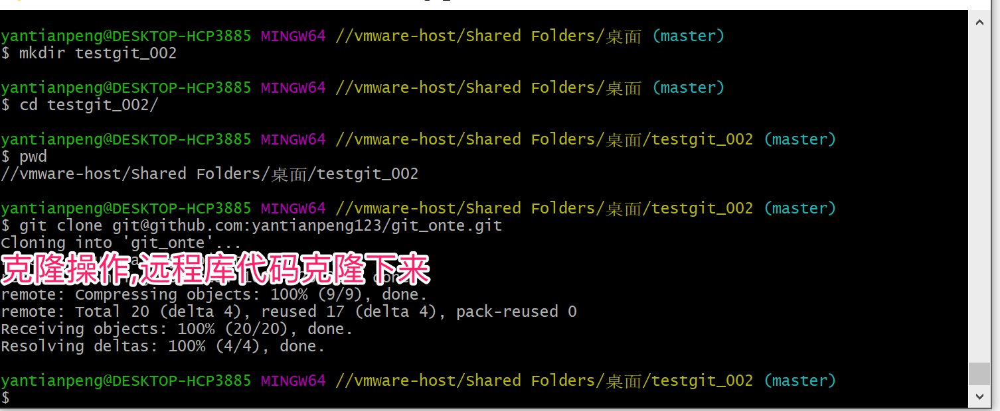 yantianpeng@DESKTOP-HCP3885 MINGW64 //vmware-host/Shared Folders/桌面 (master)
$ mkdir testgit_002
yantianpeng@DESKTOP-HCP3885 MINGW64 //vmware-host/Shared Folders/桌面 (master)
$ cd testgit_002/
yantianpeng@DESKTOP-HCP3885 MINGW64 //vmware-host/Shared Folders/桌面/testgit_002 (master)
$ pwd
//vmware-host/Shared Folders/桌面/testgit_002
yantianpeng@DESKTOP-HCP3885 MINGW64 //vmware-host/Shared Folders/桌面/testgit_002 (master)
$ git clone git@github.com:yantianpeng123/git_onte.git
Cloning into 'git_onte'...
克隆操作,远程库代码克隆下来
remote: Compressing objects: 100% (9/9), done.
remote: Total 20 (delta 4), reused 17 (delta 4), pack-reused 0
Receiving objects: 100% (20/20), done.
Resolving deltas: 100% (4/4), done.
yantianpeng@DESKTOP-HCP3885 MINGW64 //vmware-host/Shared Folders/桌面/testgit_002 (master)
$